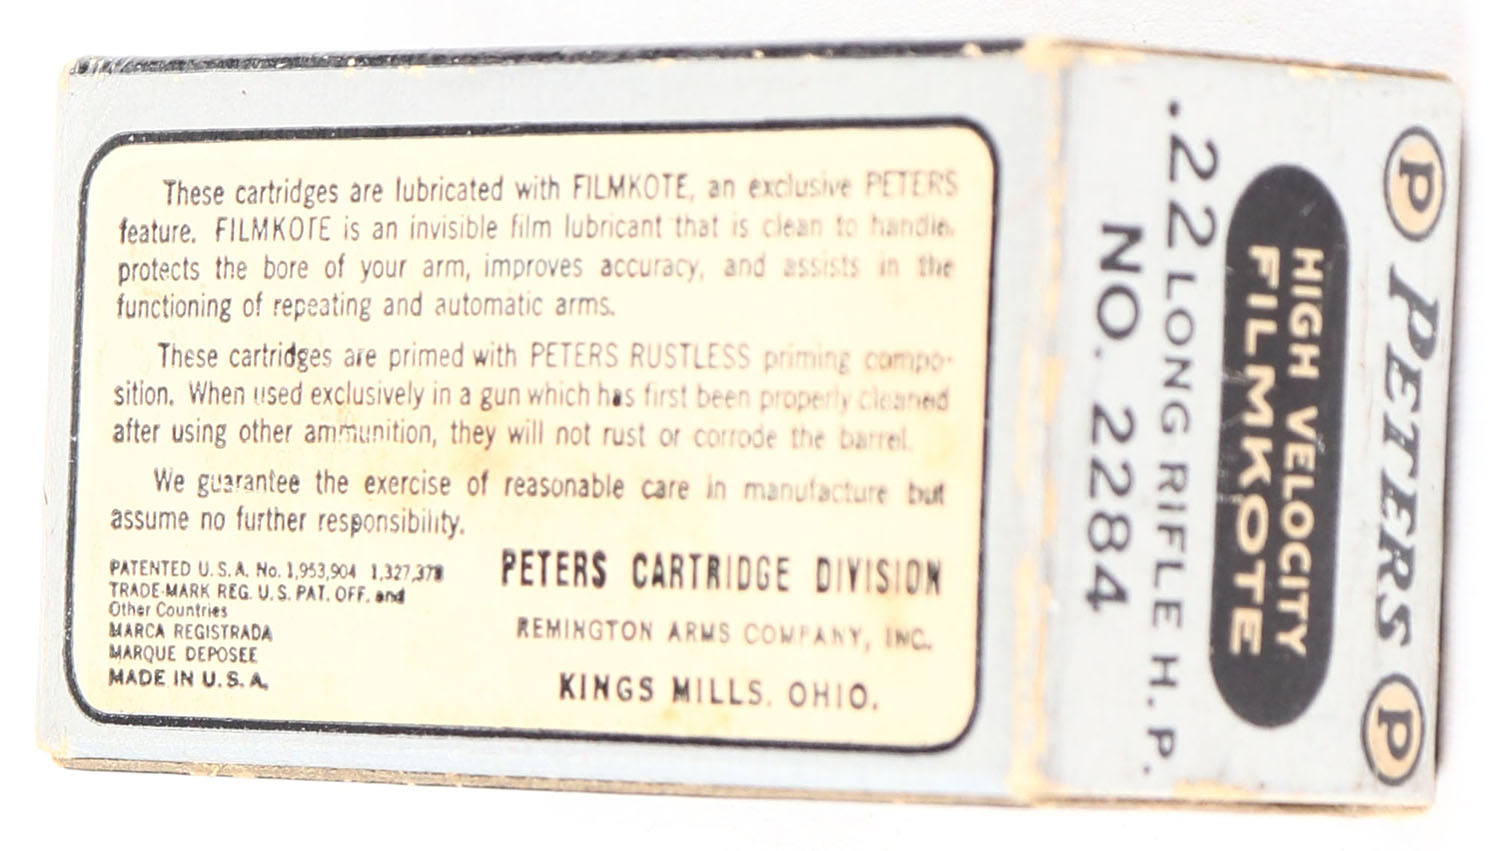 These cartridges are lubricated with FILMKOTE, an exclusive PETERS
feature. FILMKOTE is an invisible film lubricant that is clean to handle,
protects the bore of your arm, improves accuracy, and assists in the
functioning of repeating and automatic arms.
These cartridges are primed with PETERS RUSTLESS priming compo-
sition. When used exclusively in a gun which has first been properly cleaned
after using other ammunition, they will not rust or corrode the barrel.
We guarantee the exercise of reasonable care in manufacture but
assume no further responsibility.
PATENTED U.S.A. No. 1,953,904 1,327,378
TRADE-MARK REG. U.S. PAT. OFF. and
Other Countries
MARCA REGISTRADA
MARQUE DEPOSEE
MADE IN U.S.A.
PETERS CARTRIDGE DIVISION
REMINGTON ARMS COMPANY, INC.
KINGS MILLS, OHIO.
P PETERS P
HIGH VELOCITY
FILMKOTE
.22 LONG RIFLE H.P.
NO. 2284